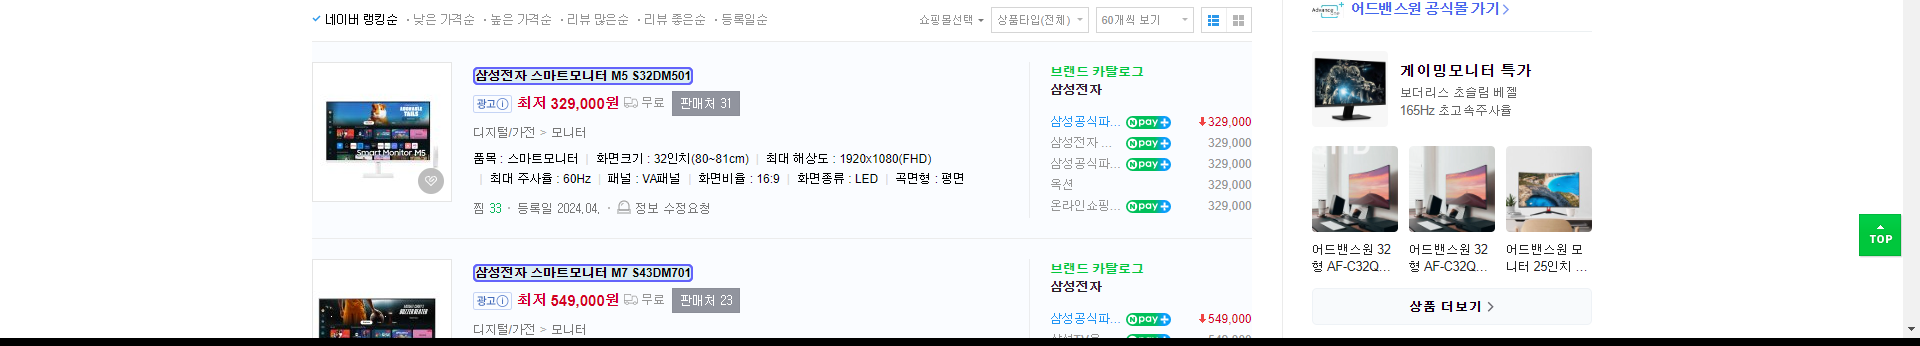 네이버 랭킹순 · 낮은 가격순 · 높은 가격순 · 리뷰 많은순 · 리뷰 좋은순 · 등록일순
쇼핑몰선택 상품타입(전체) 60개씩 보기
삼성전자 스마트모니터 M5 S32DM501
광고 최저 329,000원 무료 판매처 31
디지털/가전 > 모니터
품목 : 스마트모니터 | 화면크기 : 32인치(80~81cm) | 최대 해상도 : 1920x1080(FHD)
| 최대 주사율 : 60Hz | 패널 : VA패널 | 화면비율 : 16:9 | 화면종류 : LED | 곡면형 : 평면
찜 33 · 등록일 2024.04. · 정보 수정요청
Smart Monitor M5
브랜드 카탈로그
삼성전자
삼성공식파... N pay+ 329,000
삼성전자 ... N pay+ 329,000
삼성공식파... N pay+ 329,000
옥션 329,000
온라인쇼핑... N pay+ 329,000
삼성전자 스마트모니터 M7 S43DM701
광고 최저 549,000원 무료 판매처 23
디지털/가전 > 모니터
브랜드 카탈로그
삼성전자
삼성공식파... N pay+ 549,000
어드밴스원 공식몰 가기
게이밍모니터 특가
보더리스 초슬림 베젤
165Hz 초고속주사율
어드밴스원 32
형 AF-C32Q...
어드밴스원 32
형 AF-C32Q...
어드밴스원 모
니터 25인치 ...
상품 더보기
TOP